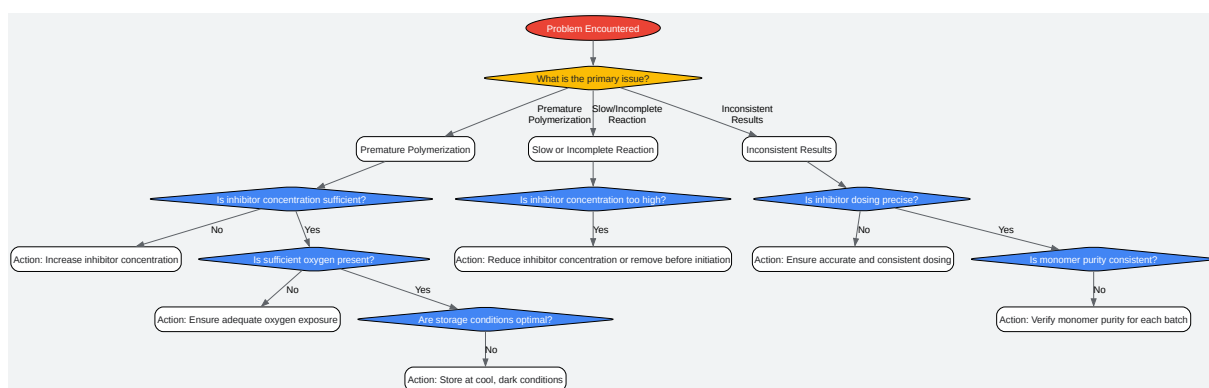 Problem Encountered
What is the primary issue?
Premature
Polymerization
Slow/Incomplete
Reaction
Inconsistent
Results
Premature Polymerization
Slow or Incomplete Reaction
Inconsistent Results
Is inhibitor concentration sufficient?
Is inhibitor concentration too high?
Is inhibitor dosing precise?
No
Yes
Yes
No
Yes
Action: Increase inhibitor concentration
Is sufficient oxygen present?
Action: Reduce inhibitor concentration or remove before initiation
Action: Ensure accurate and consistent dosing
Is monomer purity consistent?
No
Yes
No
Action: Ensure adequate oxygen exposure
Are storage conditions optimal?
Action: Verify monomer purity for each batch
No
Action: Store at cool, dark conditions